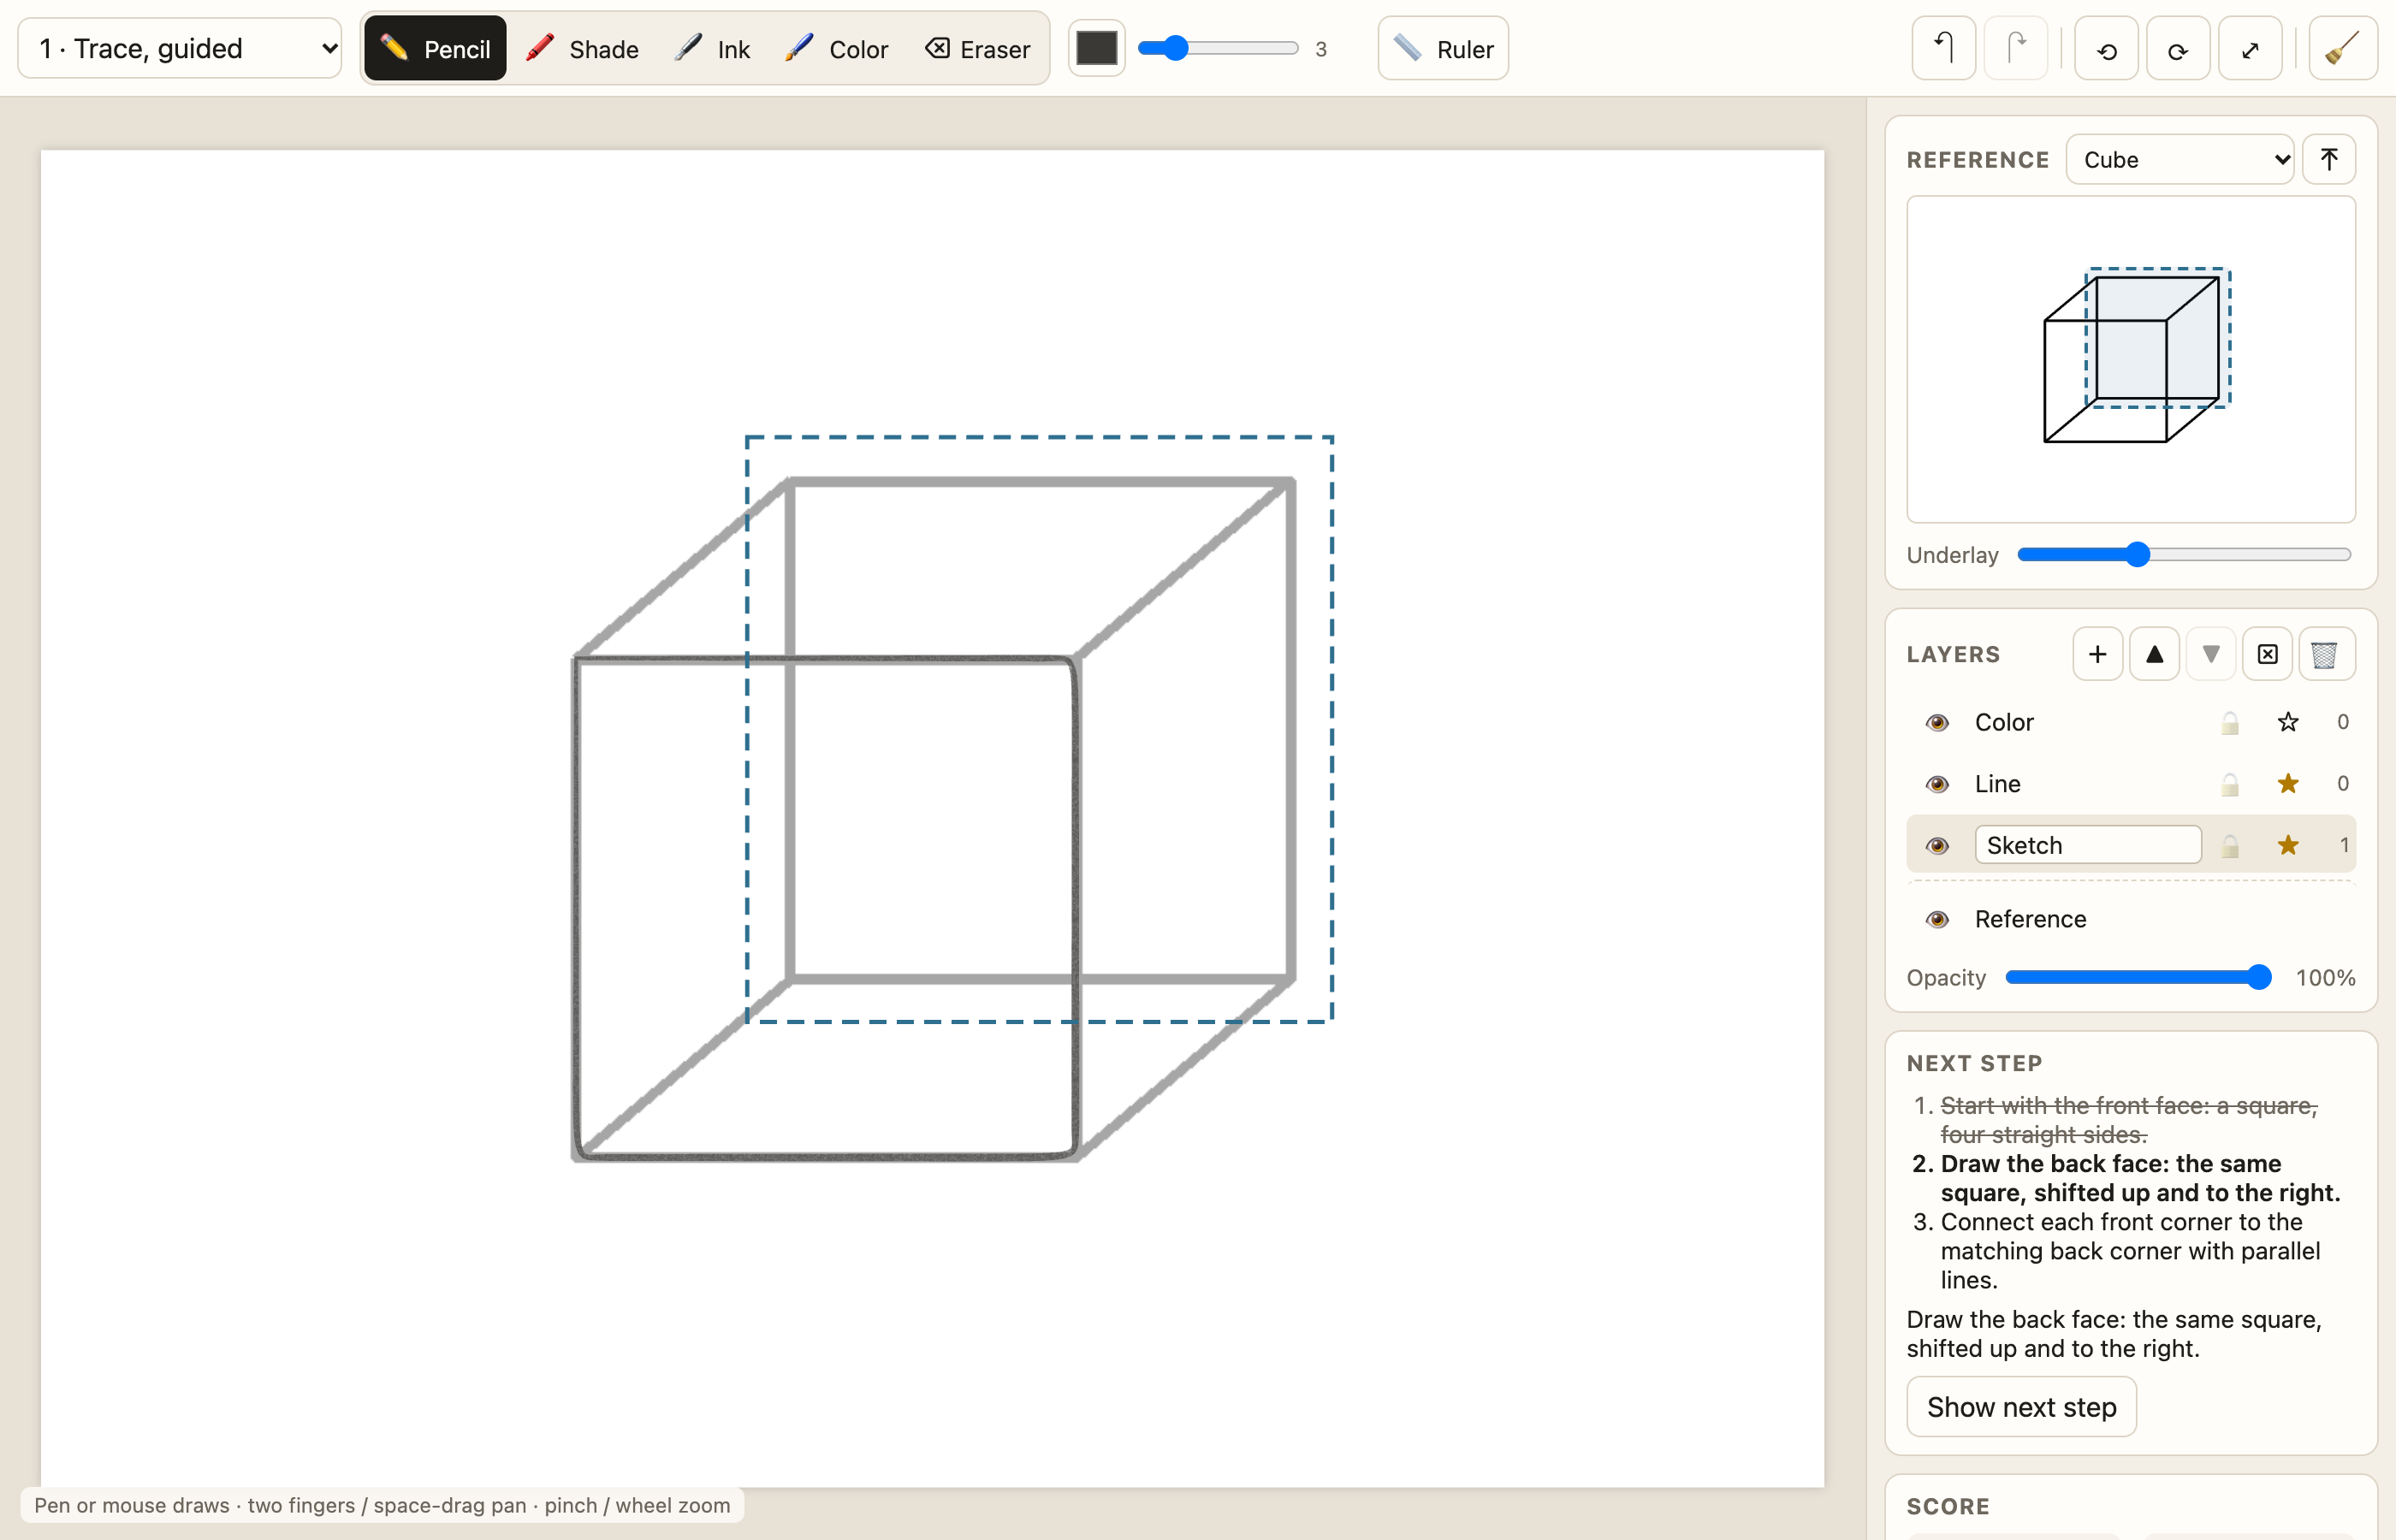 1 · Trace, guided
Pencil
Shade
Ink
Color
Eraser
3
Ruler
REFERENCE
Cube
Underlay
LAYERS
Color
0
Line
0
Sketch
1
Reference
Opacity
100%
NEXT STEP
1. Start with the front face: a square,
four straight sides.
2. Draw the back face: the same
square, shifted up and to the right.
3. Connect each front corner to the
matching back corner with parallel
lines.
Draw the back face: the same square,
shifted up and to the right.
Show next step
SCORE
Pen or mouse draws · two fingers / space-drag pan · pinch / wheel zoom